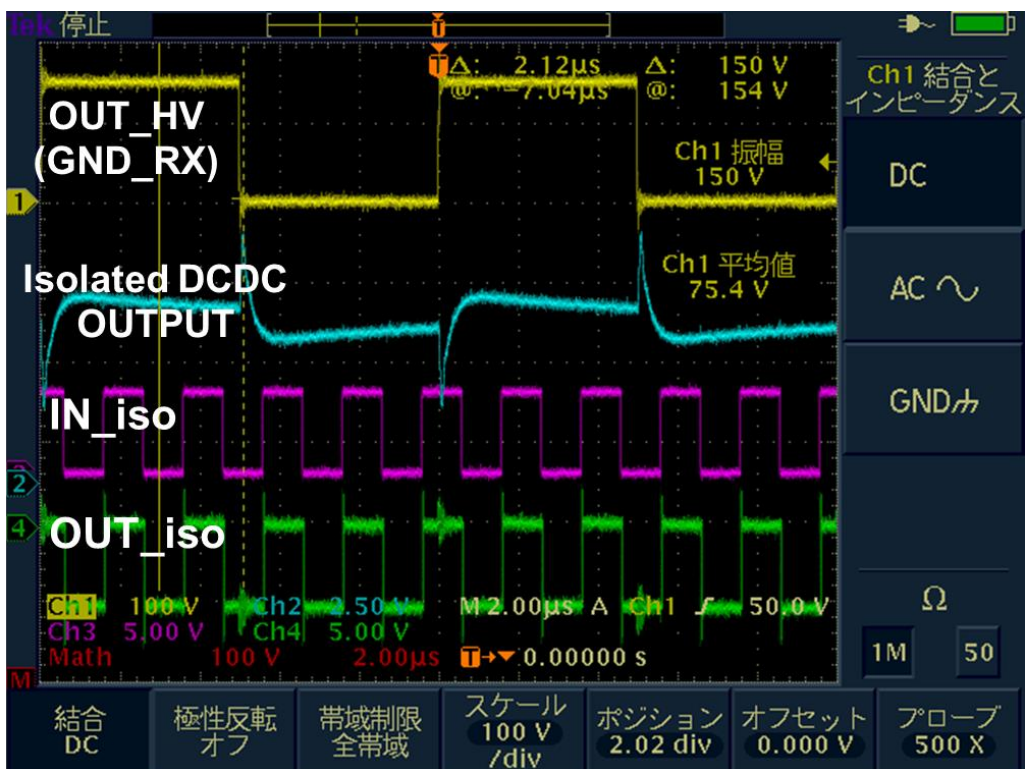 Tek 停止
Δ: 2.12µs Δ: 150 V
@: −7.04µs @: 154 V
Ch1 結合と
インピーダンス
OUT_HV
(GND_RX)
Ch1 振幅
150 V
DC
1
Isolated DCDC
OUTPUT
Ch1 平均値
75.4 V
AC
GND
IN_iso
2
4
OUT_iso
Ch1 100 V Ch2 2.50 V M 2.00µs A Ch1 50.0 V
Ch3 5.00 V Ch4 5.00 V
Math 100 V 2.00µs T 0.00000 s
Ω
1M 50
M
結合
DC
極性反転
オフ
帯域制限
全帯域
スケール
100 V
/div
ポジション
2.02 div
オフセット
0.000 V
プローブ
500 X